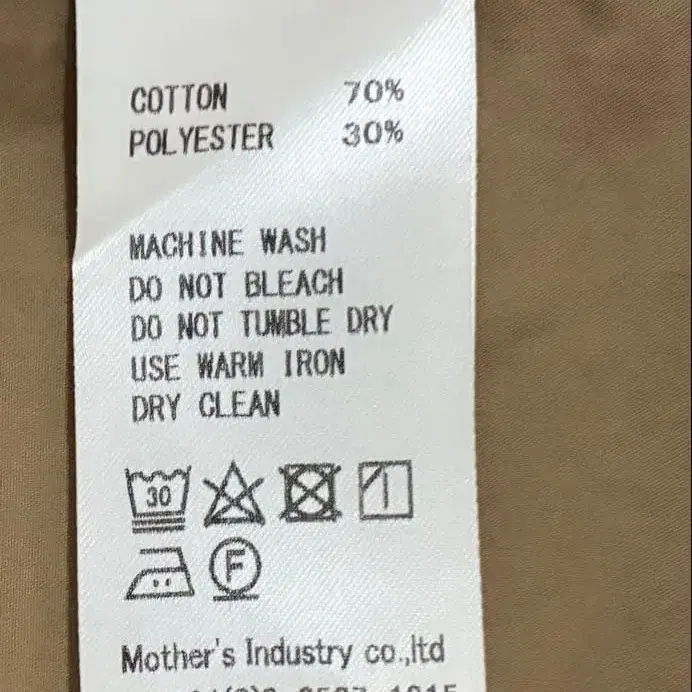 COTTON 70%
POLYESTER 30%
MACHINE WASH
DO NOT BLEACH
DO NOT TUMBLE DRY
USE WARM IRON
DRY CLEAN
30
F
Mother's Industry co.,ltd